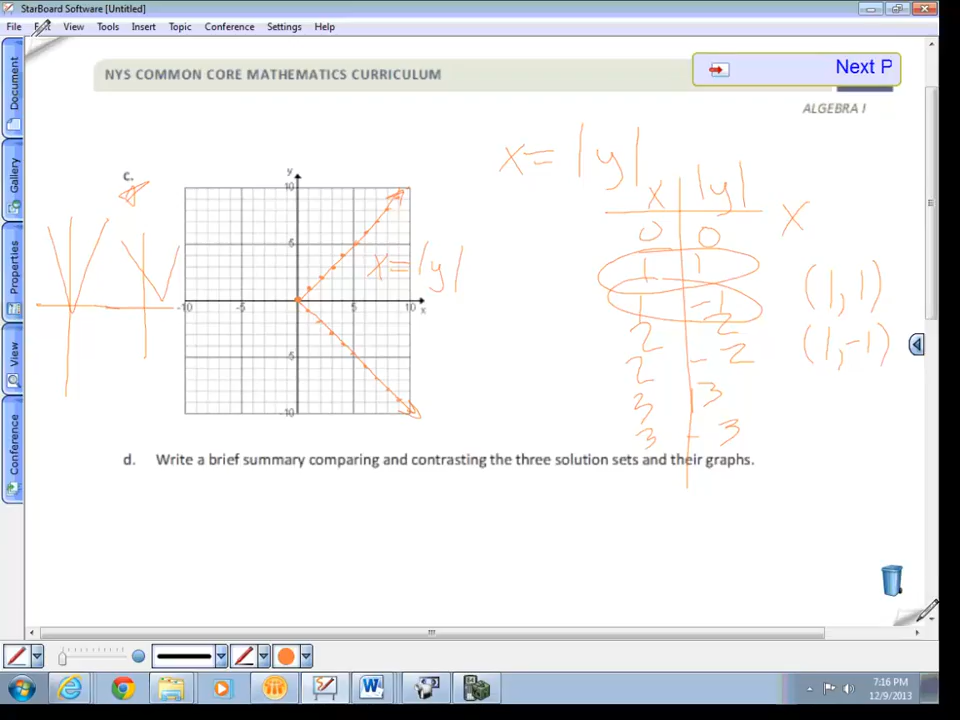 StarBoard Software [Untitled]
File Edit View Tools Insert Topic Conference Settings Help
Document
Gallery
Properties
View
Conference
NYS COMMON CORE MATHEMATICS CURRICULUM
Next P
ALGEBRA I
c.
y
10
5
-10 -5 5 10
x
-5
-10
x = |y|
x = |y|
x |y|
0 0
1 1
1 -1
2 2
2 -2
3 3
3 -3
x
(1, 1)
(1, -1)
d. Write a brief summary comparing and contrasting the three solution sets and their graphs.
7:16 PM
12/9/2013